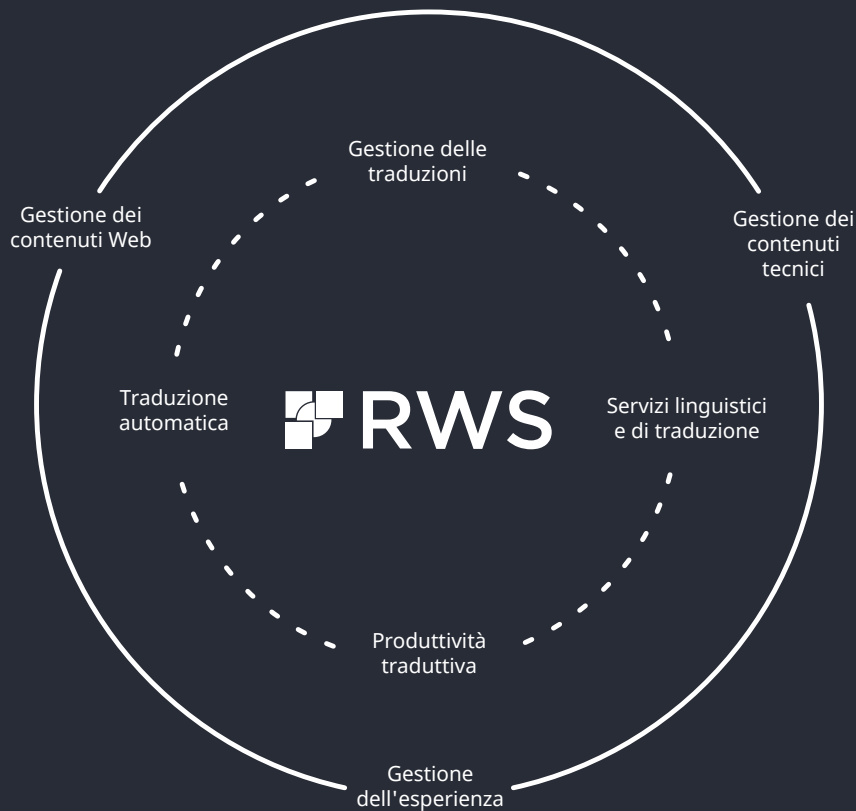 Gestione delle
traduzioni
Gestione dei
contenuti Web
Gestione dei
contenuti
tecnici
Traduzione
automatica
RWS
Servizi linguistici
e di traduzione
Produttività
traduttiva
Gestione
dell'esperienza